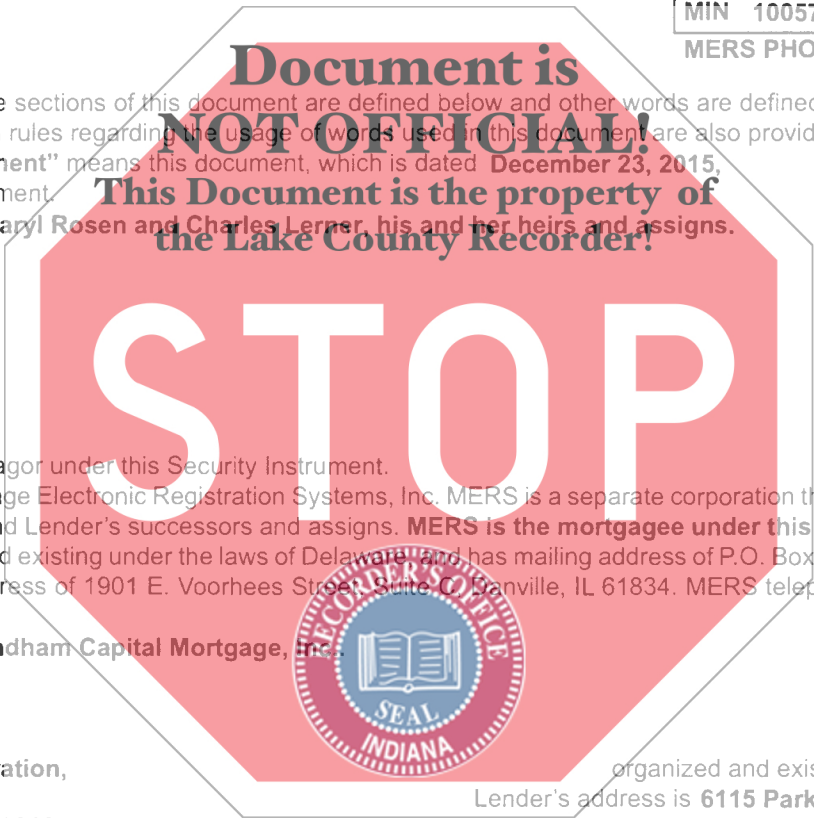 MIN 10057
MERS PHO
Document is
e sections of this document are defined below and other words are defined
rules regarding the usage of words used in this document are also provid
NOT OFFICIAL!
ent” means this document, which is dated December 23, 2015,
This Document is the property of
ment.
aryl Rosen and Charles Lerner, his and her heirs and assigns.
the Lake County Recorder!
STOP
agor under this Security Instrument.
ge Electronic Registration Systems, Inc. MERS is a separate corporation th
d Lender's successors and assigns. MERS is the mortgagee under this
d existing under the laws of Delaware, and has mailing address of P.O. Box
ress of 1901 E. Voorhees Street, Suite C, Danville, IL 61834. MERS telep
RECORDER'S OFFICE
dham Capital Mortgage, Inc.
SEAL
INDIANA
ation,
organized and exis
Lender's address is 6115 Park